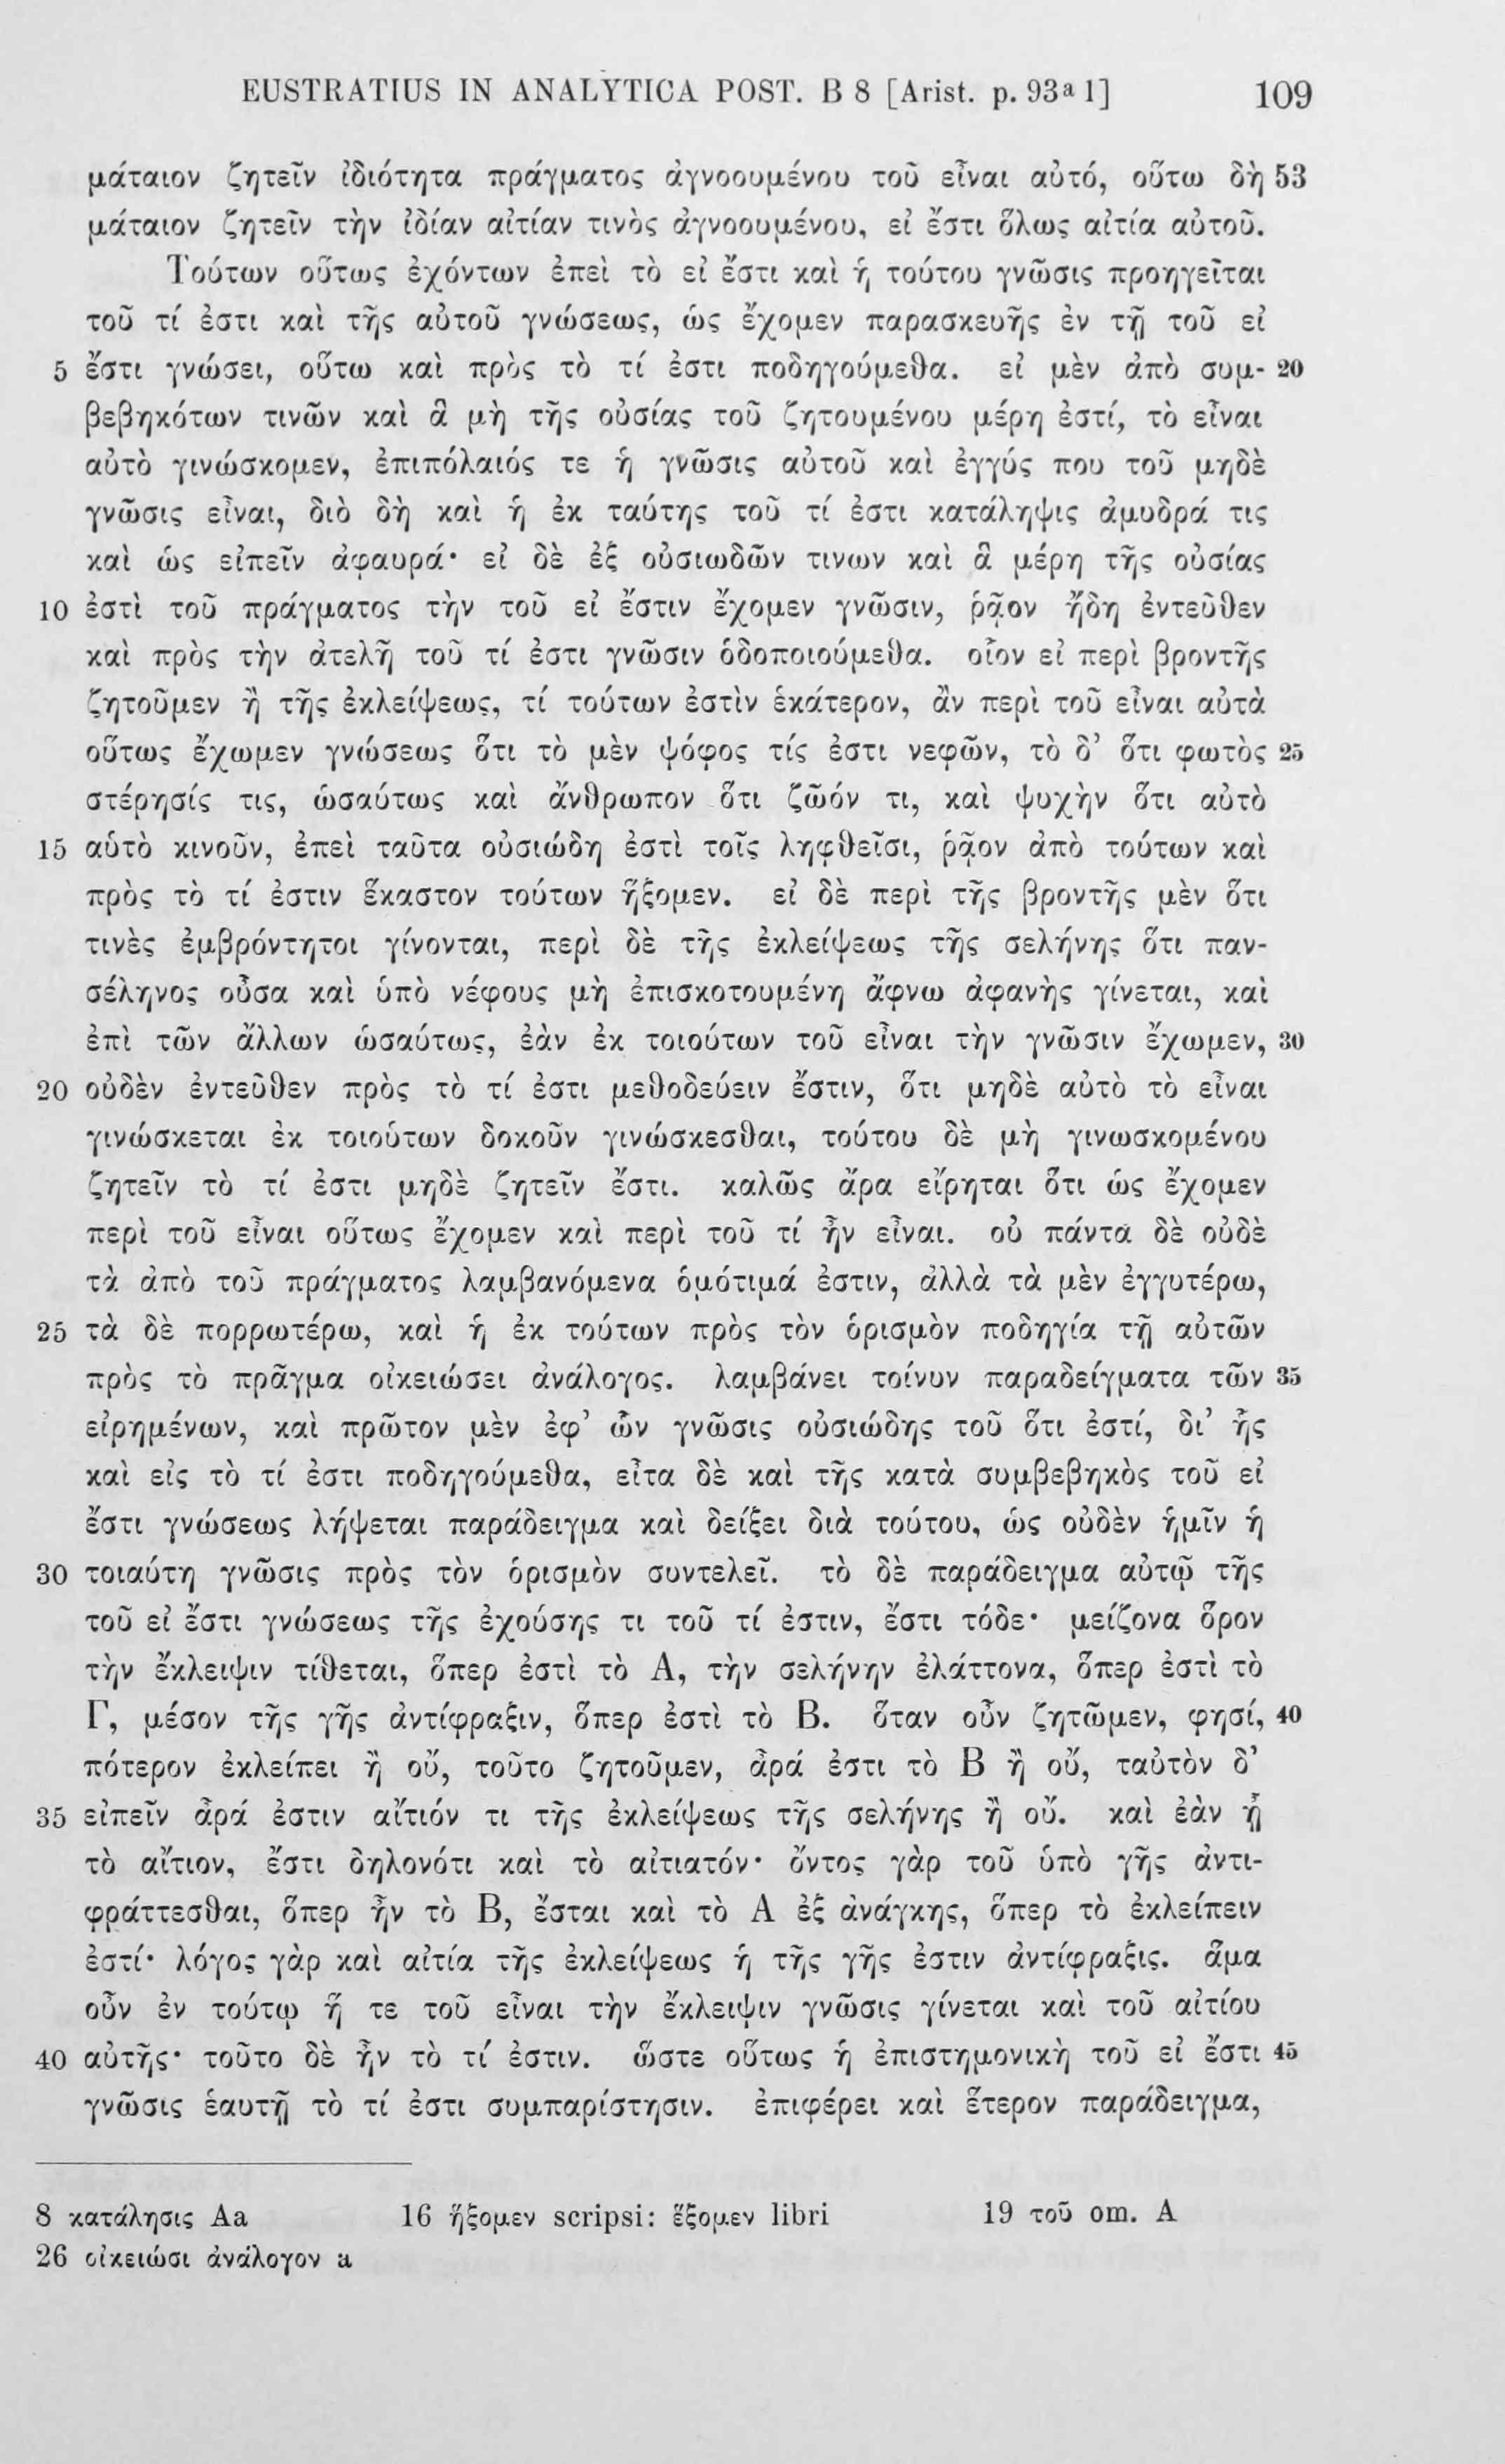 EUSTRATIUS IN ANALYTICA POST. B 8 [Arist. p. 93a 1] 109
μάταιον ζητεῖν ἰδιότητα πράγματος ἀγνοουμένου τοῦ εἶναι αὐτό, οὕτω δὴ 53
μάταιον ζητεῖν τὴν ἰδίαν αἰτίαν τινὸς ἀγνοουμένου, εἰ ἔστι ὅλως αἰτία αὐτοῦ.
Τούτων οὕτως ἐχόντων ἐπεὶ τὸ εἰ ἔστι καὶ ἡ τούτου γνῶσις προηγεῖται
τοῦ τί ἐστι καὶ τῆς αὐτοῦ γνώσεως, ὡς ἔχομεν παρασκευῆς ἐν τῇ τοῦ εἰ
5 ἔστι γνώσει, οὕτω καὶ πρὸς τὸ τί ἐστι ποδηγούμεθα. εἰ μὲν ἀπὸ συμ- 20
βεβηκότων τινῶν καὶ ἃ μὴ τῆς οὐσίας τοῦ ζητουμένου μέρη ἐστί, τὸ εἶναι
αὐτὸ γινώσκομεν, ἐπιπόλαιός τε ἡ γνῶσις αὐτοῦ καὶ ἐγγύς που τοῦ μηδὲ
γνῶσις εἶναι, διὸ δὴ καὶ ἡ ἐκ ταύτης τοῦ τί ἐστι κατάληψις ἀμυδρά τις
καὶ ὡς εἰπεῖν ἀφαυρά· εἰ δὲ ἐξ οὐσιωδῶν τινων καὶ ἃ μέρη τῆς οὐσίας
10 ἐστὶ τοῦ πράγματος τὴν τοῦ εἰ ἔστιν ἔχομεν γνῶσιν, ῥᾷον ἤδη ἐντεῦθεν
καὶ πρὸς τὴν ἀτελῆ τοῦ τί ἐστι γνῶσιν ὁδοποιούμεθα. οἷον εἰ περὶ βροντῆς
ζητοῦμεν ἢ τῆς ἐκλείψεως, τί τούτων ἐστὶν ἑκάτερον, ἂν περὶ τοῦ εἶναι αὐτὰ
οὕτως ἔχωμεν γνώσεως ὅτι τὸ μὲν ψόφος τίς ἐστι νεφῶν, τὸ δ’ ὅτι φωτὸς 25
στέρησίς τις, ὡσαύτως καὶ ἄνθρωπον ὅτι ζῶόν τι, καὶ ψυχὴν ὅτι αὐτὸ
15 αὑτὸ κινοῦν, ἐπεὶ ταῦτα οὐσιώδη ἐστὶ τοῖς ληφθεῖσι, ῥᾷον ἀπὸ τούτων καὶ
πρὸς τὸ τί ἐστιν ἕκαστον τούτων ἥξομεν. εἰ δὲ περὶ τῆς βροντῆς μὲν ὅτι
τινὲς ἐμβρόντητοι γίνονται, περὶ δὲ τῆς ἐκλείψεως τῆς σελήνης ὅτι παν-
σέληνος οὖσα καὶ ὑπὸ νέφους μὴ ἐπισκοτουμένη ἄφνω ἀφανὴς γίνεται, καὶ
ἐπὶ τῶν ἄλλων ὡσαύτως, ἐὰν ἐκ τοιούτων τοῦ εἶναι τὴν γνῶσιν ἔχωμεν, 30
20 οὐδὲν ἐντεῦθεν πρὸς τὸ τί ἐστι μεθοδεύειν ἔστιν, ὅτι μηδὲ αὐτὸ τὸ εἶναι
γινώσκεται ἐκ τοιούτων δοκοῦν γινώσκεσθαι, τούτου δὲ μὴ γινωσκομένου
ζητεῖν τὸ τί ἐστι μηδὲ ζητεῖν ἔστι. καλῶς ἄρα εἴρηται ὅτι ὡς ἔχομεν
περὶ τοῦ εἶναι οὕτως ἔχομεν καὶ περὶ τοῦ τί ἦν εἶναι. οὐ πάντα δὲ οὐδὲ
τὰ ἀπὸ τοῦ πράγματος λαμβανόμενα ὁμότιμά ἐστιν, ἀλλὰ τὰ μὲν ἐγγυτέρω,
25 τὰ δὲ πορρωτέρω, καὶ ἡ ἐκ τούτων πρὸς τὸν ὁρισμὸν ποδηγία τῇ αὐτῶν
πρὸς τὸ πρᾶγμα οἰκειώσει ἀνάλογος. λαμβάνει τοίνυν παραδείγματα τῶν 35
εἰρημένων, καὶ πρῶτον μὲν ἐφ’ ὧν γνῶσις οὐσιώδης τοῦ ὅτι ἐστί, δι’ ἧς
καὶ εἰς τὸ τί ἐστι ποδηγούμεθα, εἶτα δὲ καὶ τῆς κατὰ συμβεβηκὸς τοῦ εἰ
ἔστι γνώσεως λήψεται παράδειγμα καὶ δείξει διὰ τούτου, ὡς οὐδὲν ἡμῖν ἡ
30 τοιαύτη γνῶσις πρὸς τὸν ὁρισμὸν συντελεῖ. τὸ δὲ παράδειγμα αὐτῷ τῆς
τοῦ εἰ ἔστι γνώσεως τῆς ἐχούσης τι τοῦ τί ἐστιν, ἔστι τόδε· μείζονα ὅρον
τὴν ἔκλειψιν τίθεται, ὅπερ ἐστὶ τὸ Α, τὴν σελήνην ἐλάττονα, ὅπερ ἐστὶ τὸ
Γ, μέσον τῆς γῆς ἀντίφραξιν, ὅπερ ἐστὶ τὸ Β. ὅταν οὖν ζητῶμεν, φησί, 40
πότερον ἐκλείπει ἢ οὔ, τοῦτο ζητοῦμεν, ἆρά ἐστι τὸ Β ἢ οὔ, ταὐτὸν δ’
35 εἰπεῖν ἆρά ἐστιν αἴτιόν τι τῆς ἐκλείψεως τῆς σελήνης ἢ οὔ. καὶ ἐὰν ᾖ
τὸ αἴτιον, ἔστι δηλονότι καὶ τὸ αἰτιατόν· ὄντος γὰρ τοῦ ὑπὸ γῆς ἀντι-
φράττεσθαι, ὅπερ ἦν τὸ Β, ἔσται καὶ τὸ Α ἐξ ἀνάγκης, ὅπερ τὸ ἐκλείπειν
ἐστί· λόγος γὰρ καὶ αἰτία τῆς ἐκλείψεως ἡ τῆς γῆς ἐστιν ἀντίφραξις. ἅμα
οὖν ἐν τούτῳ ἥ τε τοῦ εἶναι τὴν ἔκλειψιν γνῶσις γίνεται καὶ τοῦ αἰτίου
40 αὐτῆς· τοῦτο δὲ ἦν τὸ τί ἐστιν. ὥστε οὕτως ἡ ἐπιστημονικὴ τοῦ εἰ ἔστι 45
γνῶσις ἑαυτῇ τὸ τί ἐστι συμπαρίστησιν. ἐπιφέρει καὶ ἕτερον παράδειγμα,
8 κατάλησις Aa 16 ἥξομεν scripsi: ἕξομεν libri 19 τοῦ om. A
26 οἰκειώσι ἀνάλογον a